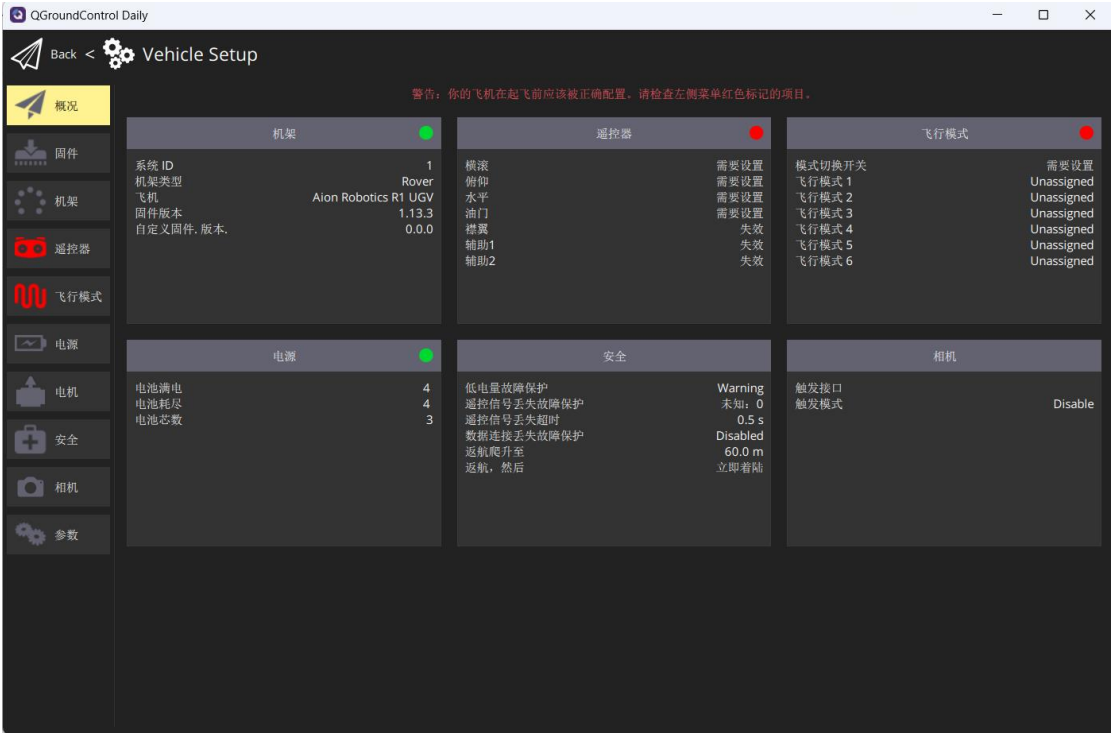 QGroundControl Daily
Back < Vehicle Setup
警告：你的飞机在起飞前应该被正确配置。请检查左侧菜单红色标记的项目。
概况
固件
机架
遥控器
飞行模式
电源
电机
安全
相机
参数
机架
系统 ID 1
机架类型 Rover
飞机 Aion Robotics R1 UGV
固件版本 1.13.3
自定义固件. 版本. 0.0.0
遥控器
横滚 需要设置
俯仰 需要设置
水平 需要设置
油门 需要设置
襟翼 失效
辅助1 失效
辅助2 失效
飞行模式
模式切换开关 需要设置
飞行模式 1 Unassigned
飞行模式 2 Unassigned
飞行模式 3 Unassigned
飞行模式 4 Unassigned
飞行模式 5 Unassigned
飞行模式 6 Unassigned
电源
电池满电 4
电池耗尽 4
电池芯数 3
安全
低电量故障保护 Warning
遥控信号丢失故障保护 未知：0
遥控信号丢失超时 0.5 s
数据连接丢失故障保护 Disabled
返航爬升至 60.0 m
返航，然后 立即着陆
相机
触发接口
触发模式 Disable